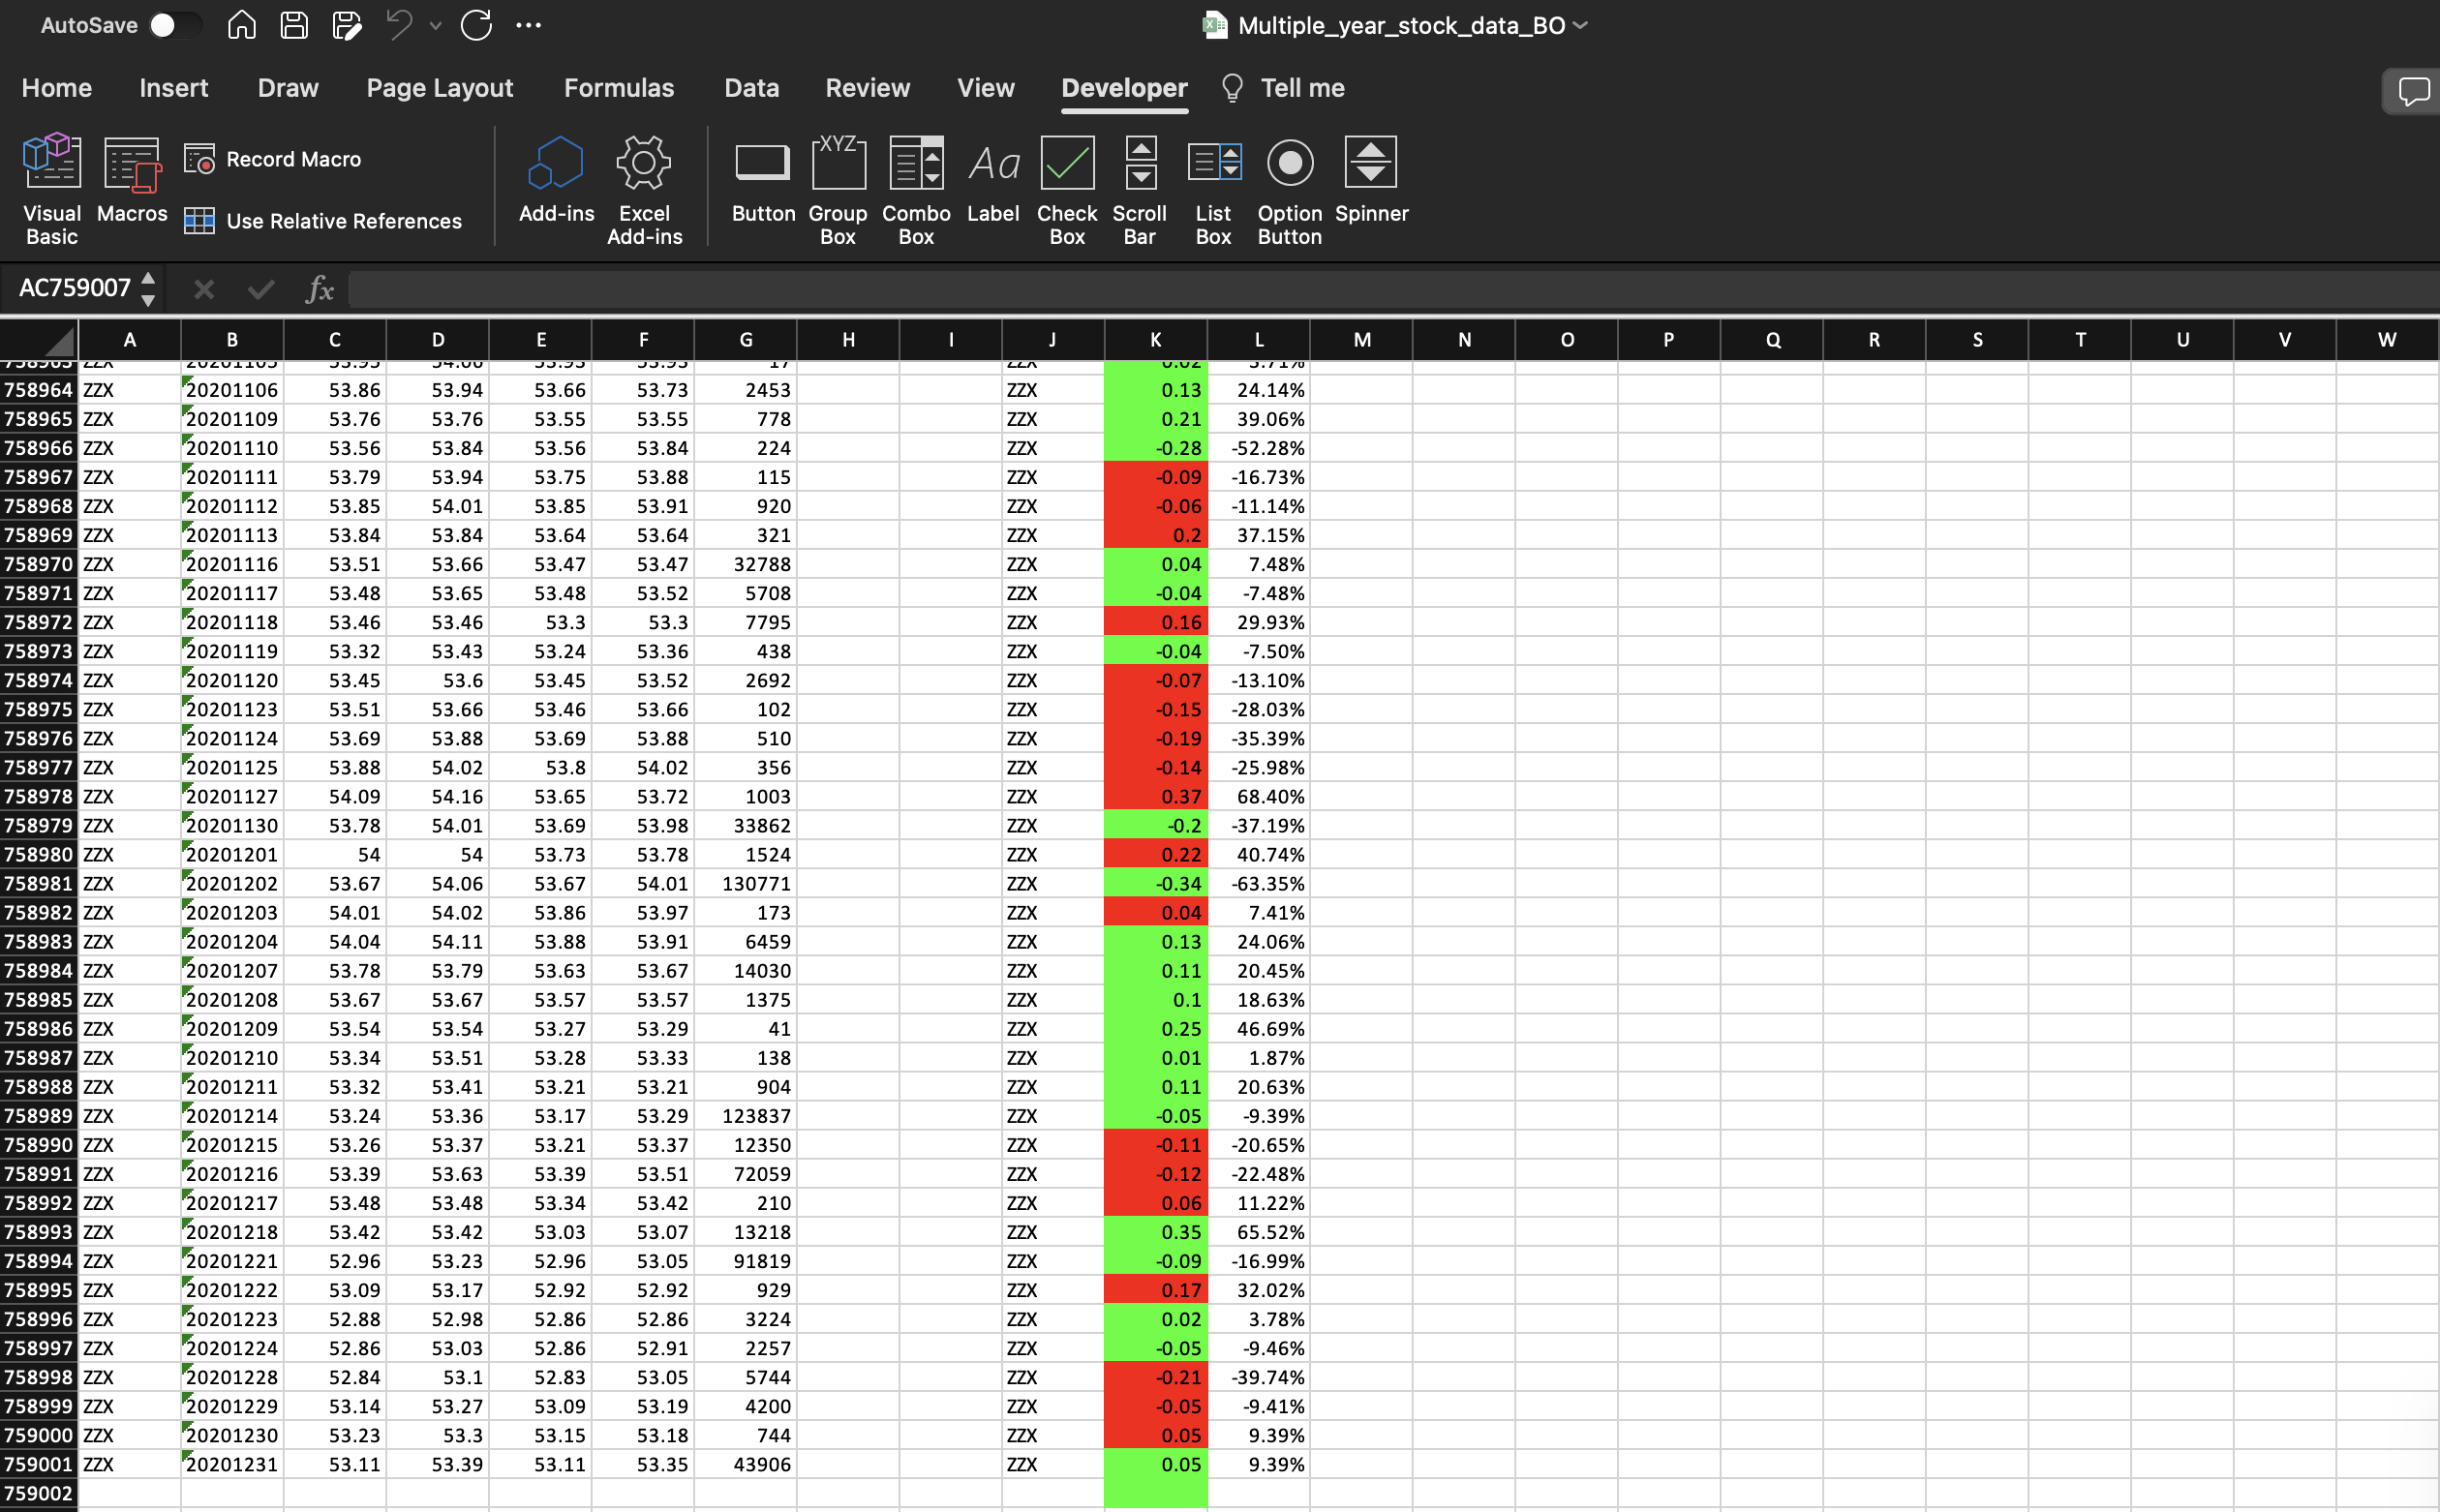 AutoSave Multiple_year_stock_data_BO
Home Insert Draw Page Layout Formulas Data Review View Developer Tell me
Visual Basic Macros Record Macro Use Relative References Add-ins Excel Add-ins XYZ Button Group Box Combo Box Aa Label Check Box Scroll Bar List Box Option Button Spinner
AC759007 fx
A B C D E F G H I J K L M N O P Q R S T U V W
758964 ZZX 20201106 53.86 53.94 53.66 53.73 2453 ZZX 0.13 24.14%
758965 ZZX 20201109 53.76 53.76 53.55 53.55 778 ZZX 0.21 39.06%
758966 ZZX 20201110 53.56 53.84 53.56 53.84 224 ZZX -0.28 -52.28%
758967 ZZX 20201111 53.79 53.94 53.75 53.88 115 ZZX -0.09 -16.73%
758968 ZZX 20201112 53.85 54.01 53.85 53.91 920 ZZX -0.06 -11.14%
758969 ZZX 20201113 53.84 53.84 53.64 53.64 321 ZZX 0.2 37.15%
758970 ZZX 20201116 53.51 53.66 53.47 53.47 32788 ZZX 0.04 7.48%
758971 ZZX 20201117 53.48 53.65 53.48 53.52 5708 ZZX -0.04 -7.48%
758972 ZZX 20201118 53.46 53.46 53.3 53.3 7795 ZZX 0.16 29.93%
758973 ZZX 20201119 53.32 53.43 53.24 53.36 438 ZZX -0.04 -7.50%
758974 ZZX 20201120 53.45 53.6 53.45 53.52 2692 ZZX -0.07 -13.10%
758975 ZZX 20201123 53.51 53.66 53.46 53.66 102 ZZX -0.15 -28.03%
758976 ZZX 20201124 53.69 53.88 53.69 53.88 510 ZZX -0.19 -35.39%
758977 ZZX 20201125 53.88 54.02 53.8 54.02 356 ZZX -0.14 -25.98%
758978 ZZX 20201127 54.09 54.16 53.65 53.72 1003 ZZX 0.37 68.40%
758979 ZZX 20201130 53.78 54.01 53.69 53.98 33862 ZZX -0.2 -37.19%
758980 ZZX 20201201 54 54 53.73 53.78 1524 ZZX 0.22 40.74%
758981 ZZX 20201202 53.67 54.06 53.67 54.01 130771 ZZX -0.34 -63.35%
758982 ZZX 20201203 54.01 54.02 53.86 53.97 173 ZZX 0.04 7.41%
758983 ZZX 20201204 54.04 54.11 53.88 53.91 6459 ZZX 0.13 24.06%
758984 ZZX 20201207 53.78 53.79 53.63 53.67 14030 ZZX 0.11 20.45%
758985 ZZX 20201208 53.67 53.67 53.57 53.57 1375 ZZX 0.1 18.63%
758986 ZZX 20201209 53.54 53.54 53.27 53.29 41 ZZX 0.25 46.69%
758987 ZZX 20201210 53.34 53.51 53.28 53.33 138 ZZX 0.01 1.87%
758988 ZZX 20201211 53.32 53.41 53.21 53.21 904 ZZX 0.11 20.63%
758989 ZZX 20201214 53.24 53.36 53.17 53.29 123837 ZZX -0.05 -9.39%
758990 ZZX 20201215 53.26 53.37 53.21 53.37 12350 ZZX -0.11 -20.65%
758991 ZZX 20201216 53.39 53.63 53.39 53.51 72059 ZZX -0.12 -22.48%
758992 ZZX 20201217 53.48 53.48 53.34 53.42 210 ZZX 0.06 11.22%
758993 ZZX 20201218 53.42 53.42 53.03 53.07 13218 ZZX 0.35 65.52%
758994 ZZX 20201221 52.96 53.23 52.96 53.05 91819 ZZX -0.09 -16.99%
758995 ZZX 20201222 53.09 53.17 52.92 52.92 929 ZZX 0.17 32.02%
758996 ZZX 20201223 52.88 52.98 52.86 52.86 3224 ZZX 0.02 3.78%
758997 ZZX 20201224 52.86 53.03 52.86 52.91 2257 ZZX -0.05 -9.46%
758998 ZZX 20201228 52.84 53.1 52.83 53.05 5744 ZZX -0.21 -39.74%
758999 ZZX 20201229 53.14 53.27 53.09 53.19 4200 ZZX -0.05 -9.41%
759000 ZZX 20201230 53.23 53.3 53.15 53.18 744 ZZX 0.05 9.39%
759001 ZZX 20201231 53.11 53.39 53.11 53.35 43906 ZZX 0.05 9.39%
759002